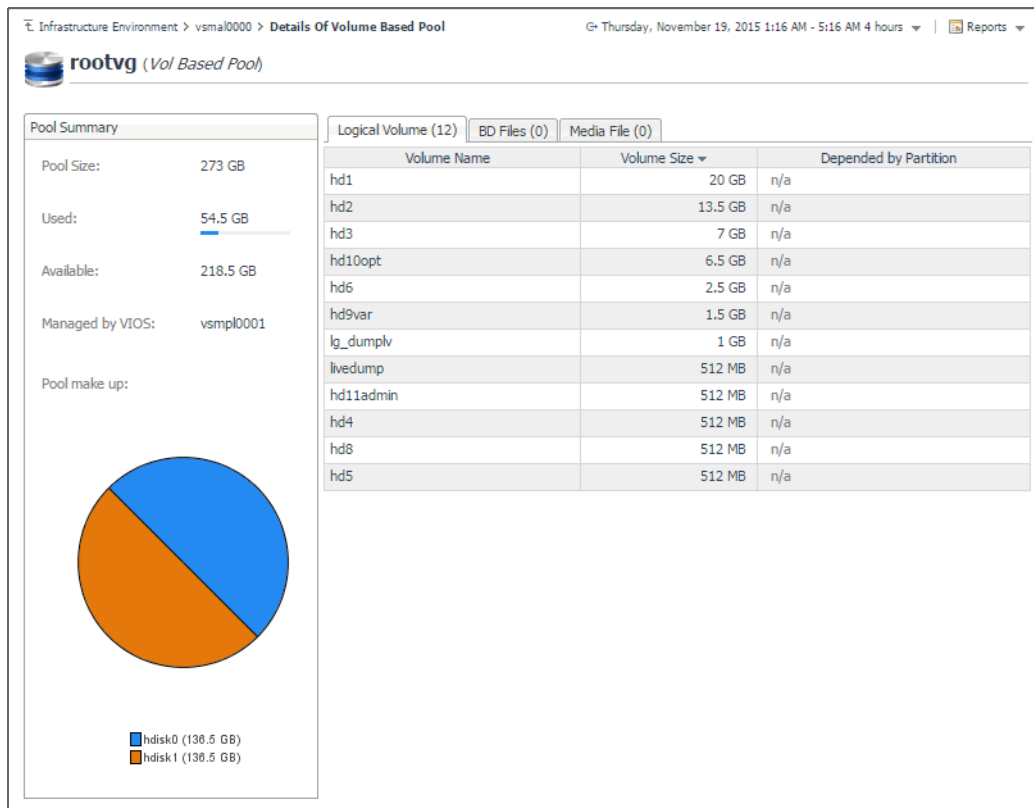 Infrastructure Environment > vsmal0000 > Details Of Volume Based Pool
Thursday, November 19, 2015 1:16 AM - 5:16 AM 4 hours | Reports
rootvg (Vol Based Pool)
Pool Summary
Pool Size: 273 GB
Used: 54.5 GB
Available: 218.5 GB
Managed by VIOS: vsmpl0001
Pool make up:
hdisk0 (136.5 GB)
hdisk1 (136.5 GB)
Logical Volume (12) BD Files (0) Media File (0)
Volume Name Volume Size Depended by Partition
hd1 20 GB n/a
hd2 13.5 GB n/a
hd3 7 GB n/a
hd10opt 6.5 GB n/a
hd6 2.5 GB n/a
hd9var 1.5 GB n/a
lg_dumplv 1 GB n/a
livedump 512 MB n/a
hd11admin 512 MB n/a
hd4 512 MB n/a
hd8 512 MB n/a
hd5 512 MB n/a